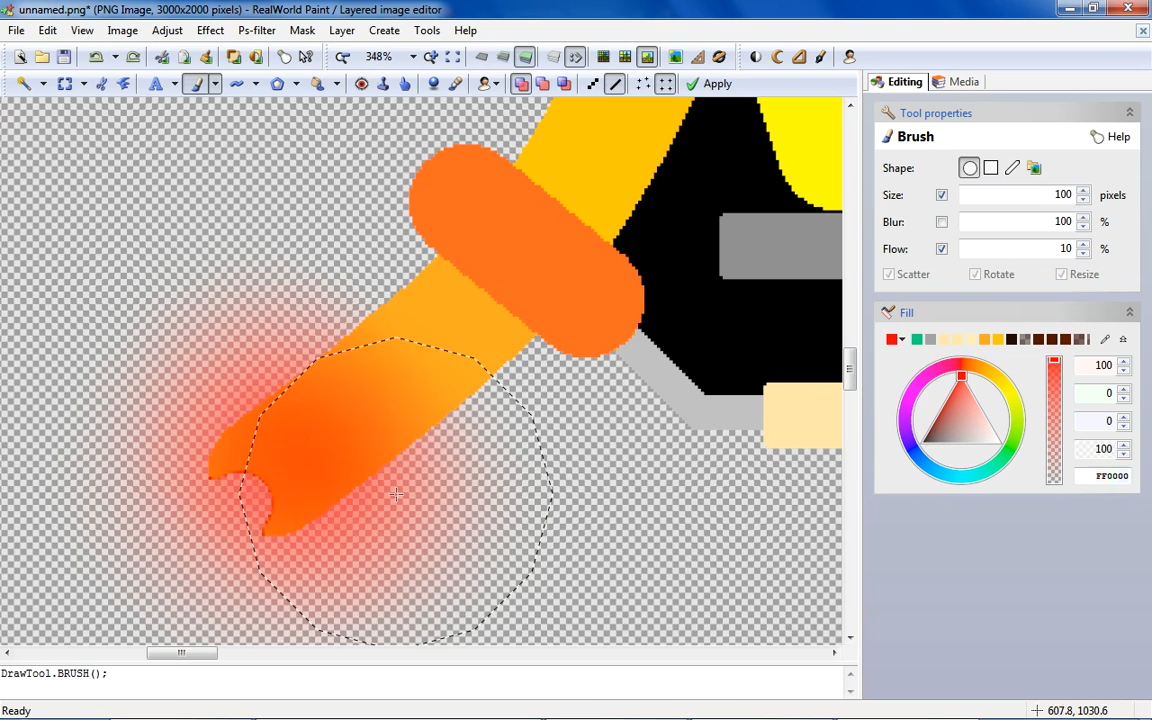 unnamed.png* (PNG Image, 3000x2000 pixels) - RealWorld Paint / Layered image editor
File Edit View Image Adjust Effect Ps-filter Mask Layer Create Tools Help
348%
A Apply
Editing Media
Tool properties
Brush Help
Shape:
Size: 100 pixels
Blur: 100 %
Flow: 10 %
Scatter Rotate Resize
Fill
100
0
0
100
FF0000
DrawTool.BRUSH();
Ready 607.8, 1030.6